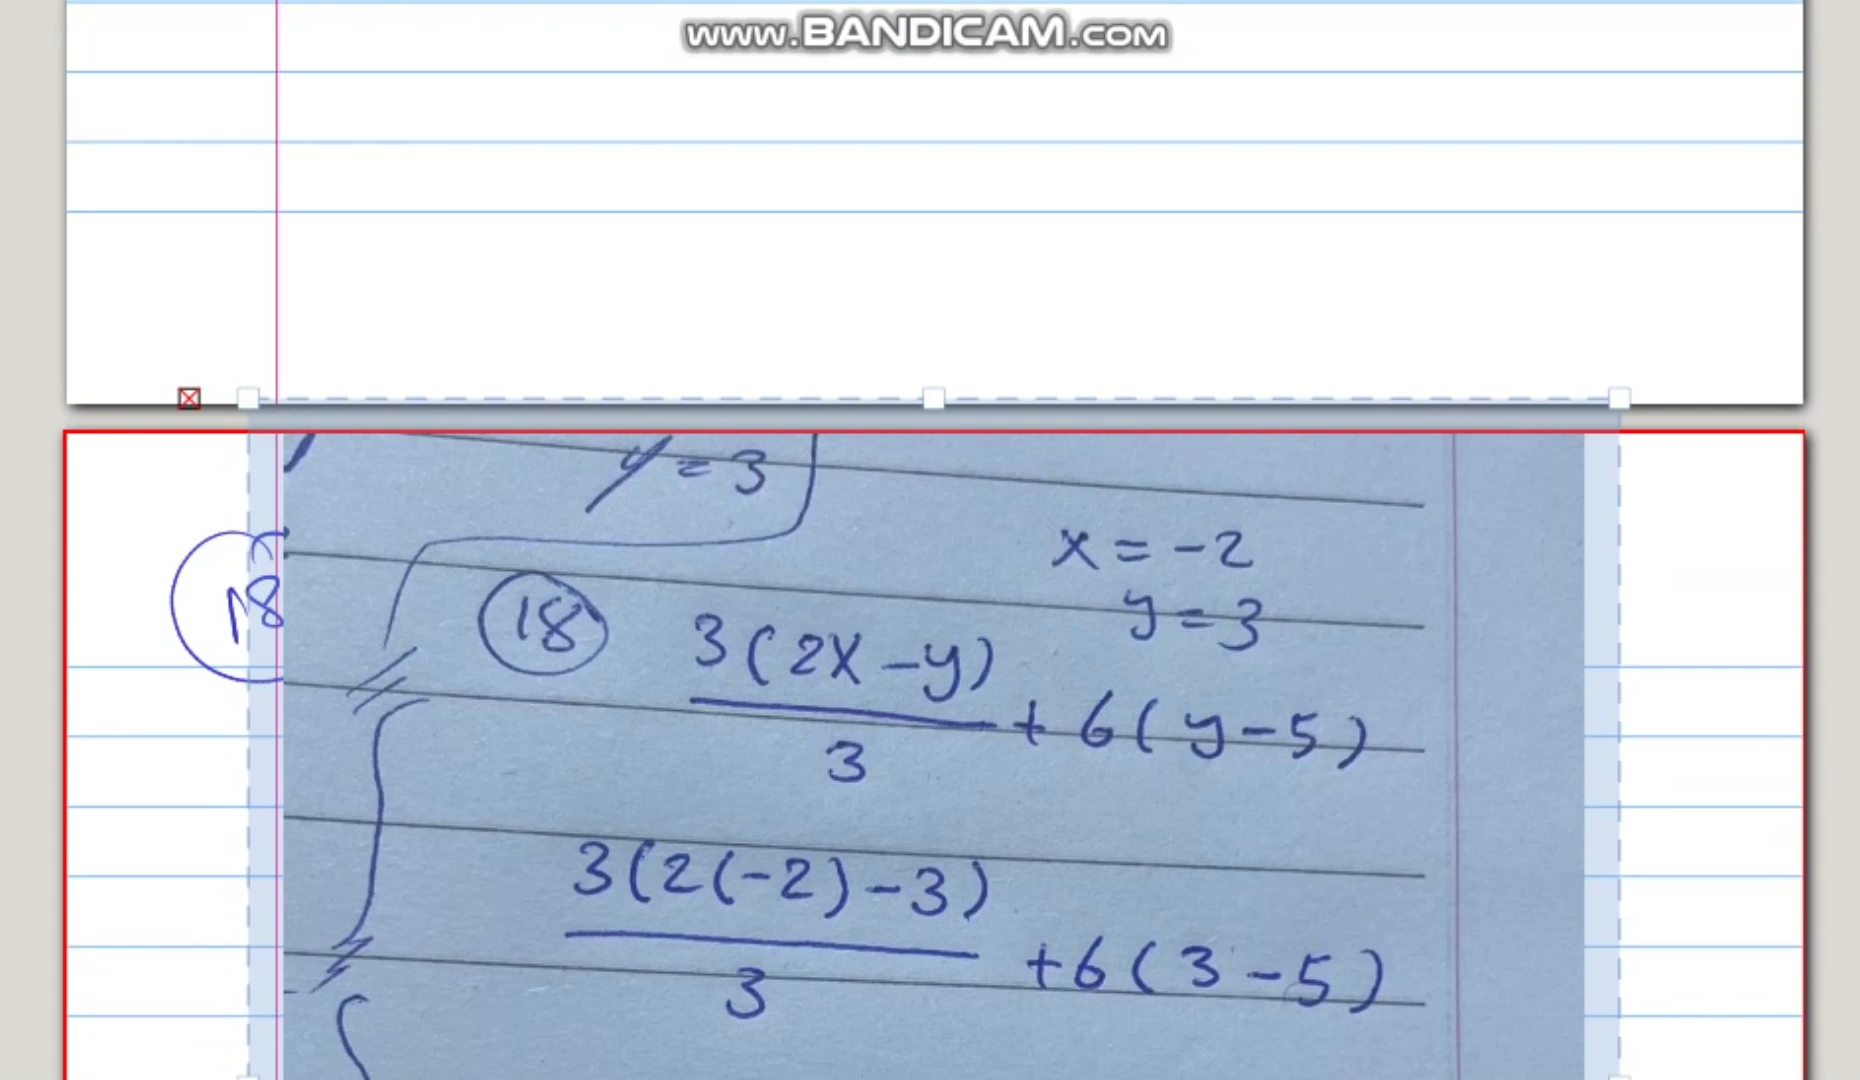 www.BANDICAM.com
y = 3
18
x = -2
y = 3
18
3(2x - y)
3
+ 6(y - 5)
3(2(-2) - 3)
3
+6(3 - 5)